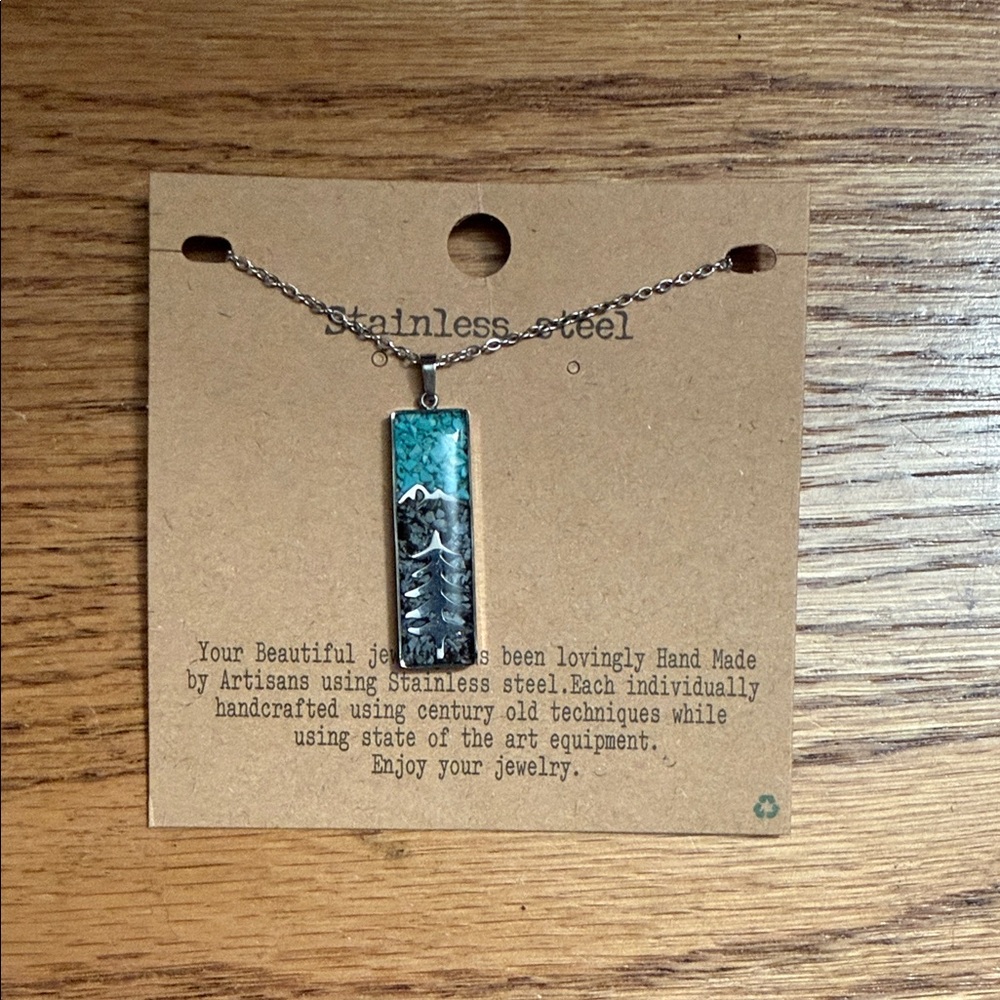 Stainless steel
Your Beautiful has been lovingly Hand Made
by Artisans using Stainless steel.Each individually
handcrafted using century old techniques while
using state of the art equipment.
Enjoy your jewelry.